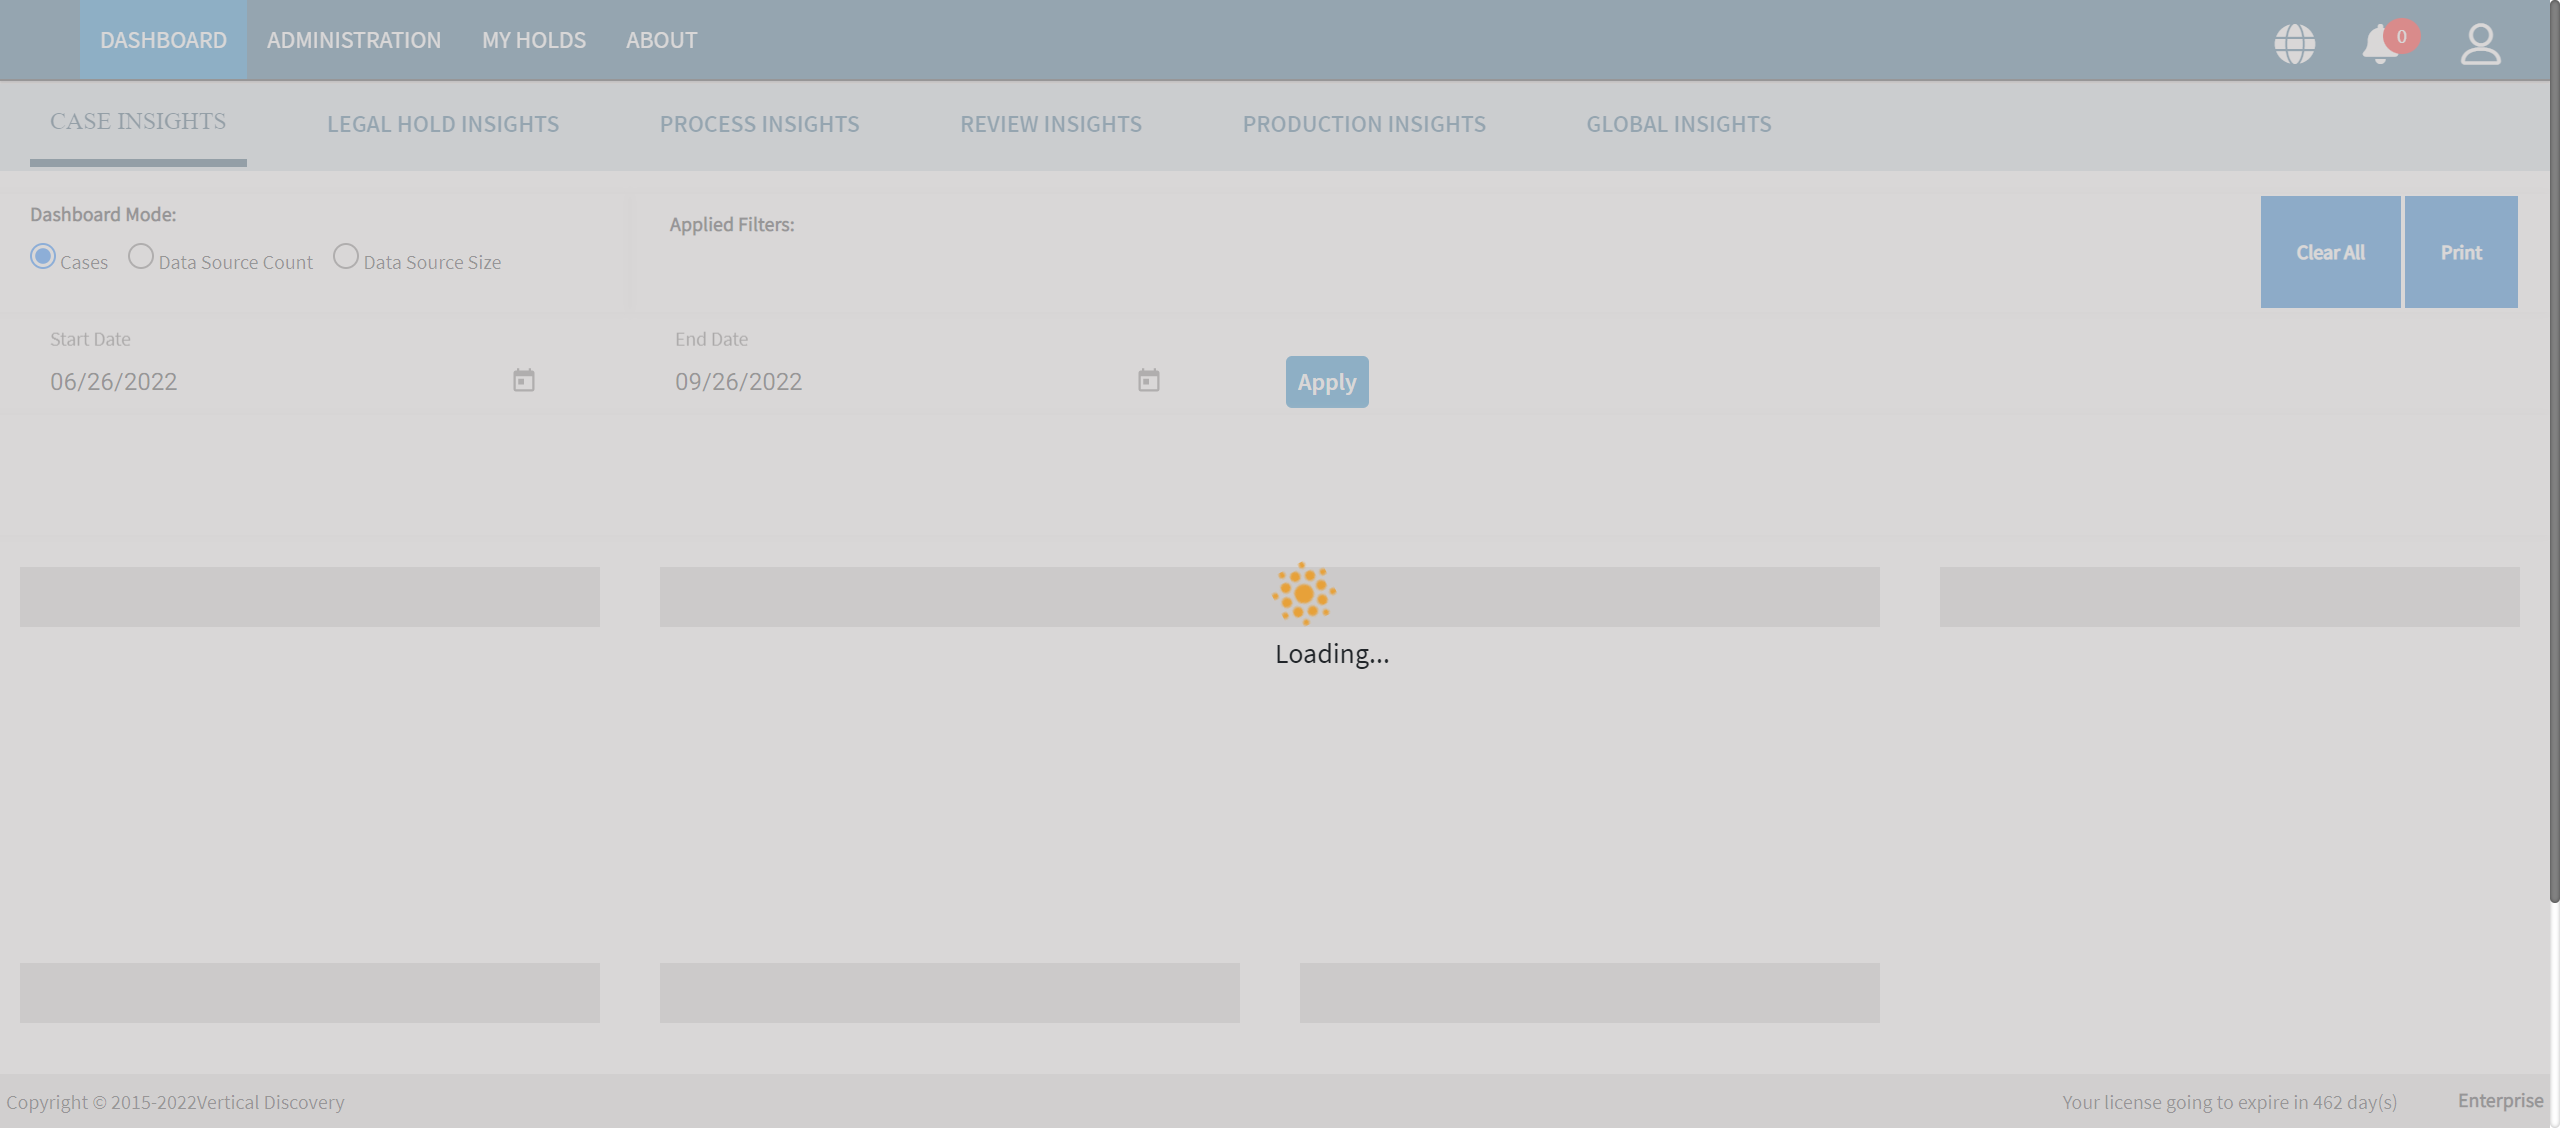 DASHBOARD ADMINISTRATION MY HOLDS ABOUT 0
CASE INSIGHTS LEGAL HOLD INSIGHTS PROCESS INSIGHTS REVIEW INSIGHTS PRODUCTION INSIGHTS GLOBAL INSIGHTS
Dashboard Mode:
Cases Data Source Count Data Source Size
Applied Filters:
Clear All Print
Start Date End Date
06/26/2022 09/26/2022 Apply
Loading...
Copyright © 2015-2022Vertical Discovery Your license going to expire in 462 day(s) Enterprise